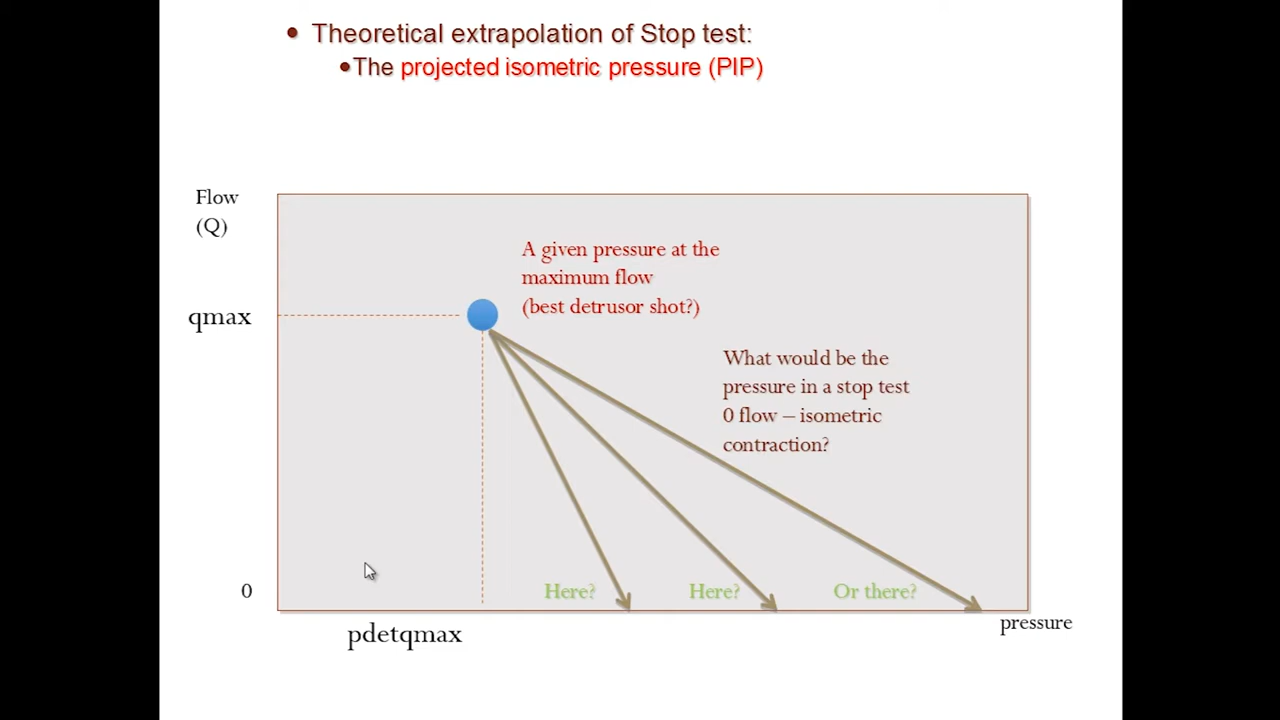 • Theoretical extrapolation of Stop test:
•The projected isometric pressure (PIP)
Flow
(Q)
A given pressure at the
maximum flow
(best detrusor shot?)
qmax
What would be the
pressure in a stop test
0 flow – isometric
contraction?
0
Here?
Here?
Or there?
pressure
pdetqmax